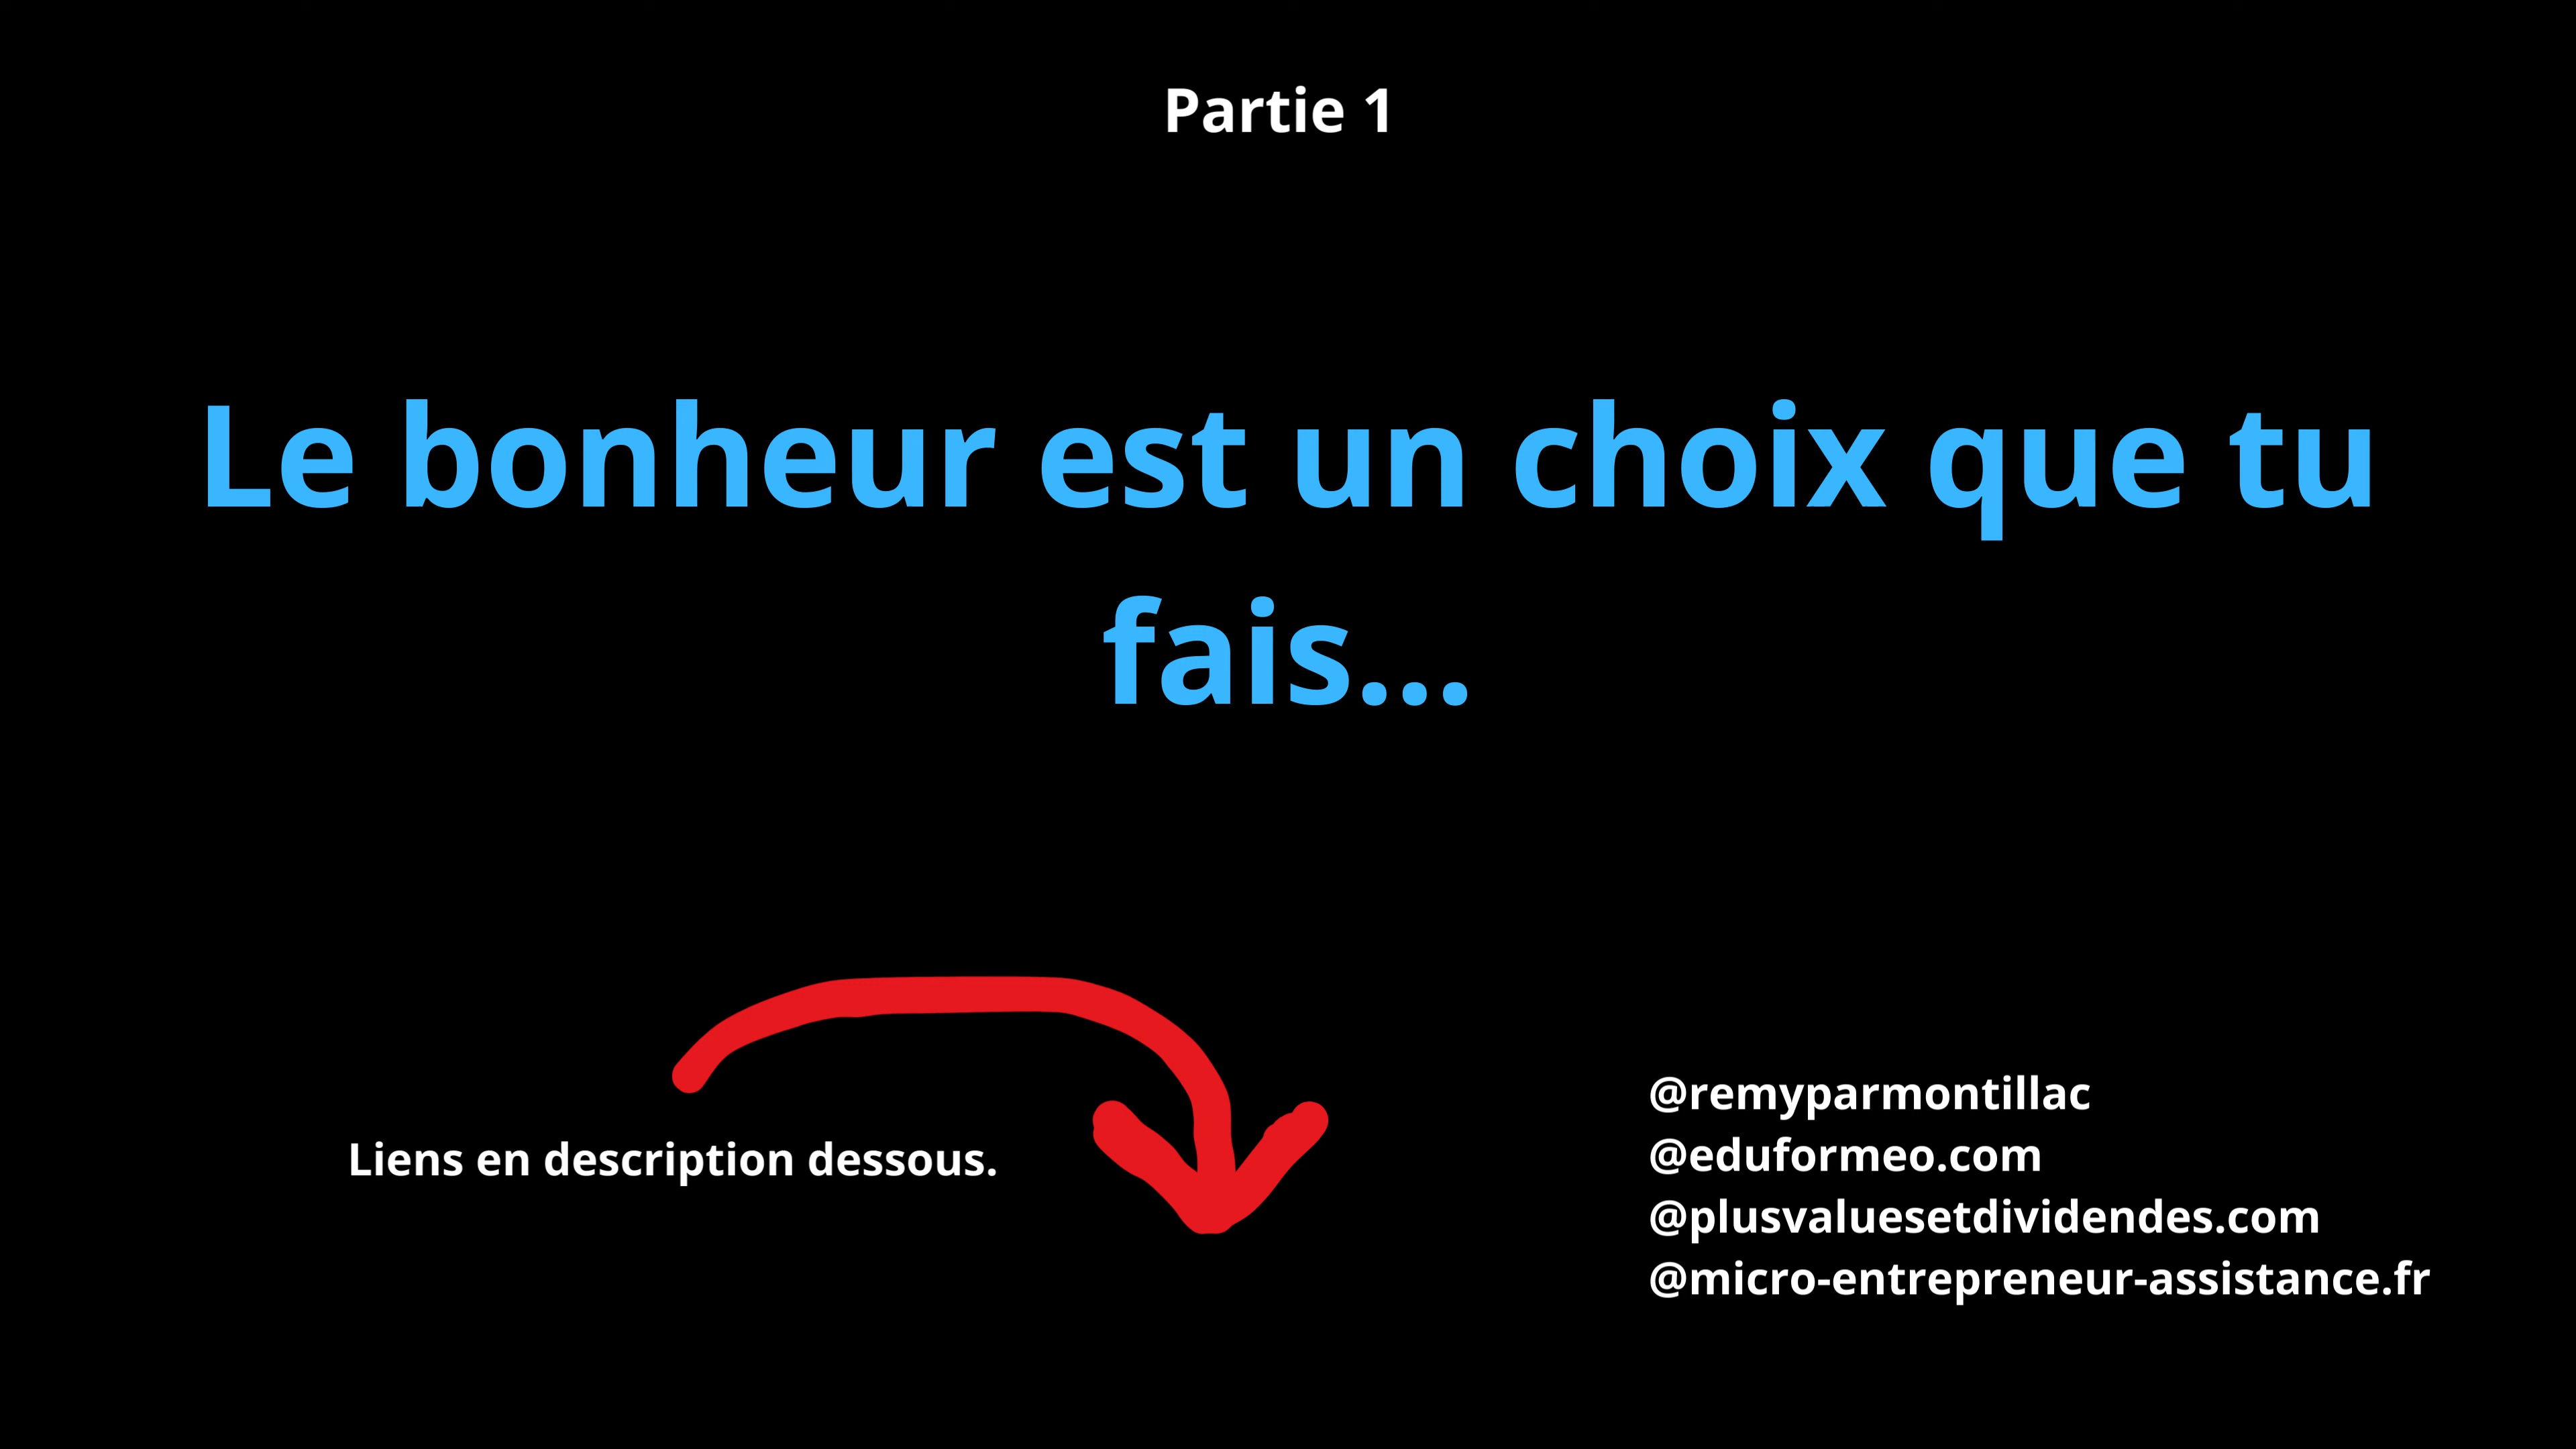 Partie 1
Le bonheur est un choix que tu
fais...
Liens en description dessous.
@remyparmontillac
@eduformeo.com
@plusvaluesetdividendes.com
@micro-entrepreneur-assistance.fr